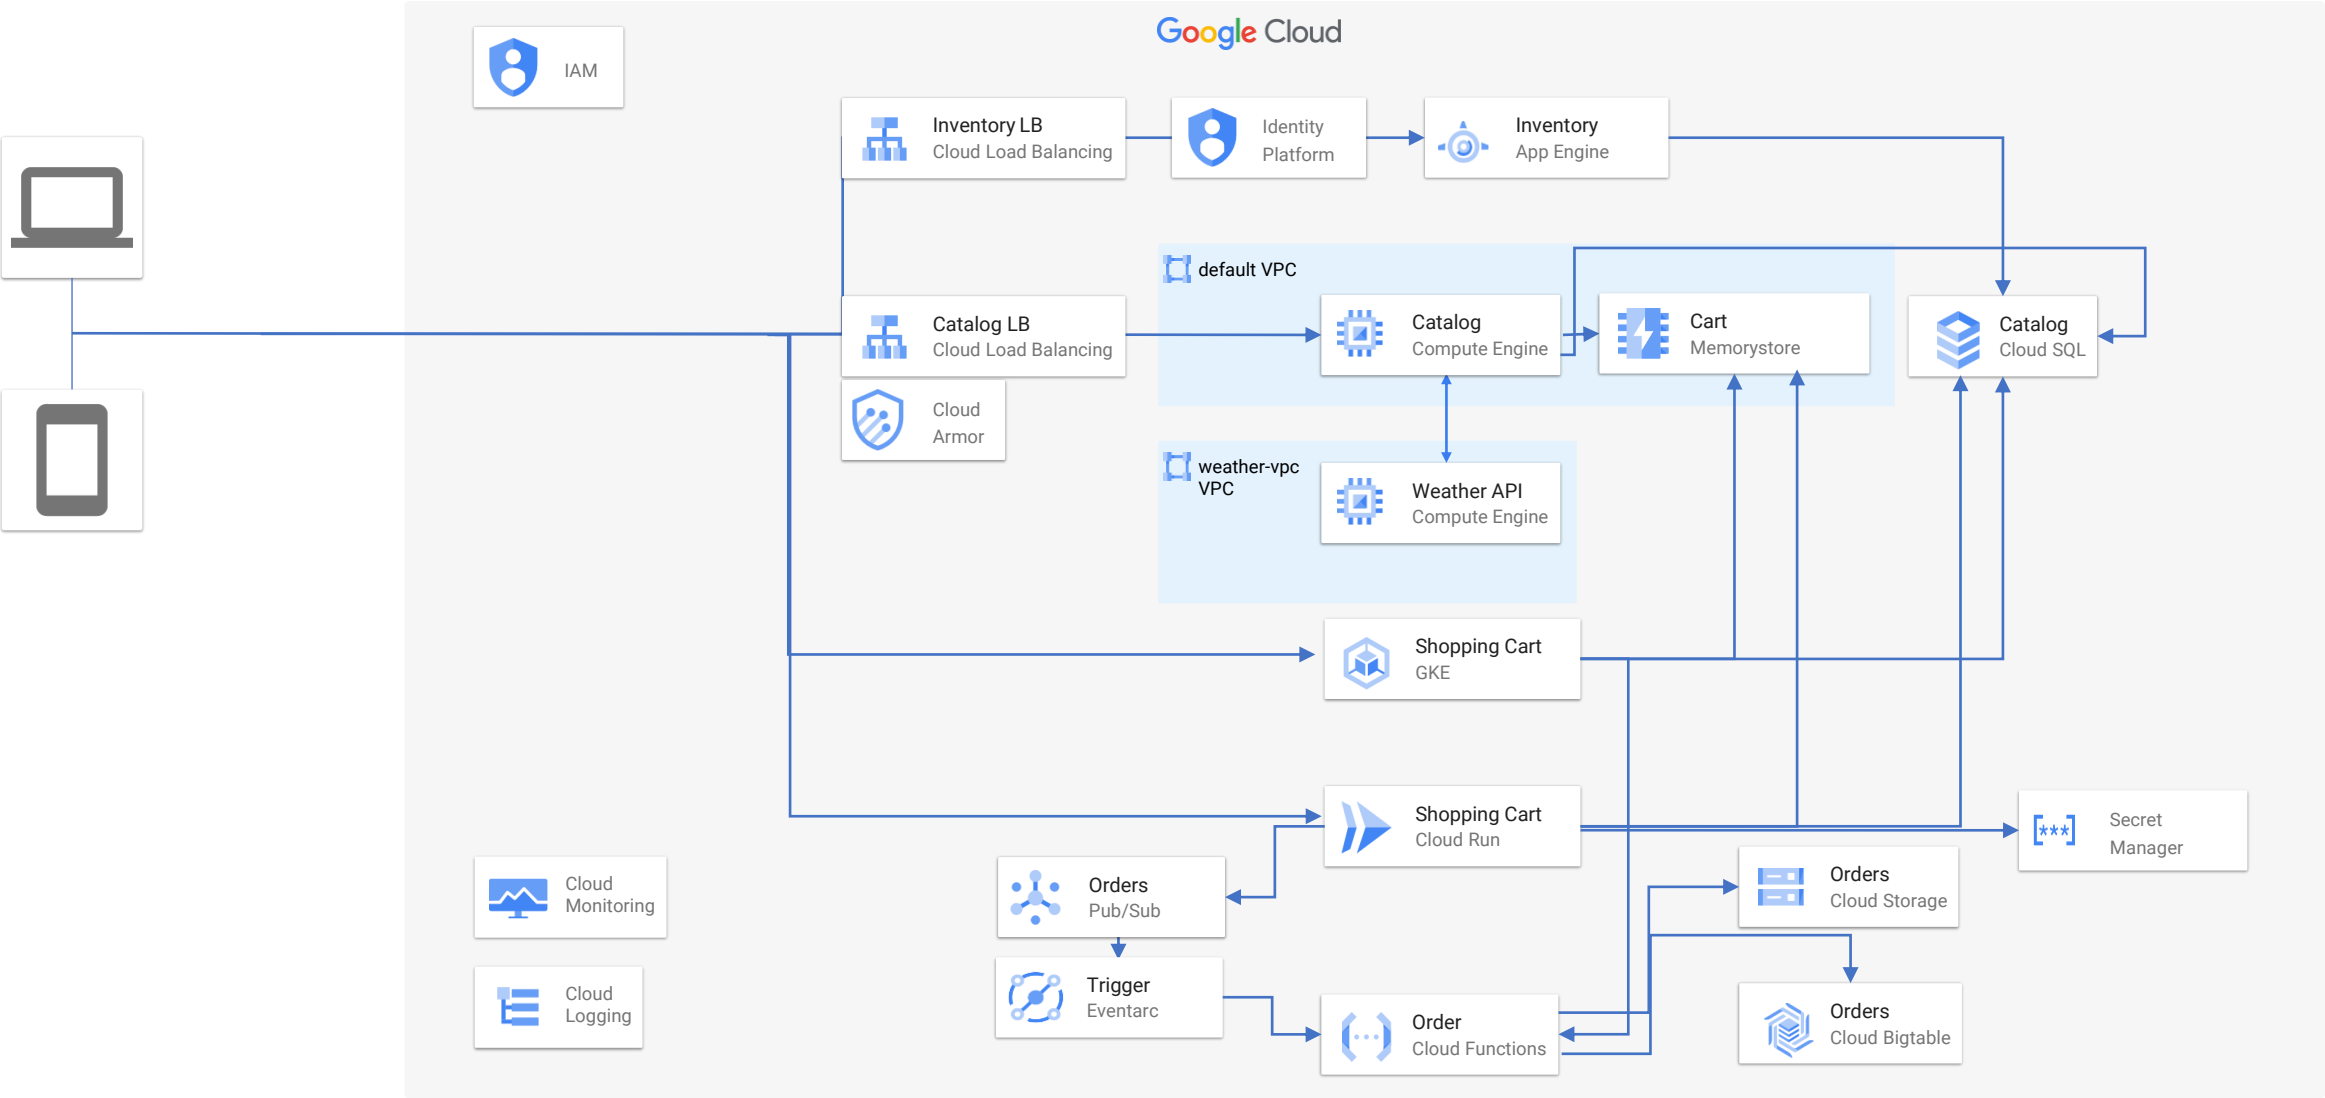 Google Cloud
IAM
Inventory LB
Cloud Load Balancing
Identity
Platform
Inventory
App Engine
default VPC
Catalog LB
Cloud Load Balancing
Catalog
Compute Engine
Cart
Memorystore
Catalog
Cloud SQL
Cloud
Armor
weather-vpc
VPC
Weather API
Compute Engine
Shopping Cart
GKE
Shopping Cart
Cloud Run
Secret
Manager
Cloud
Monitoring
Orders
Pub/Sub
Orders
Cloud Storage
Cloud
Logging
Trigger
Eventarc
Order
Cloud Functions
Orders
Cloud Bigtable